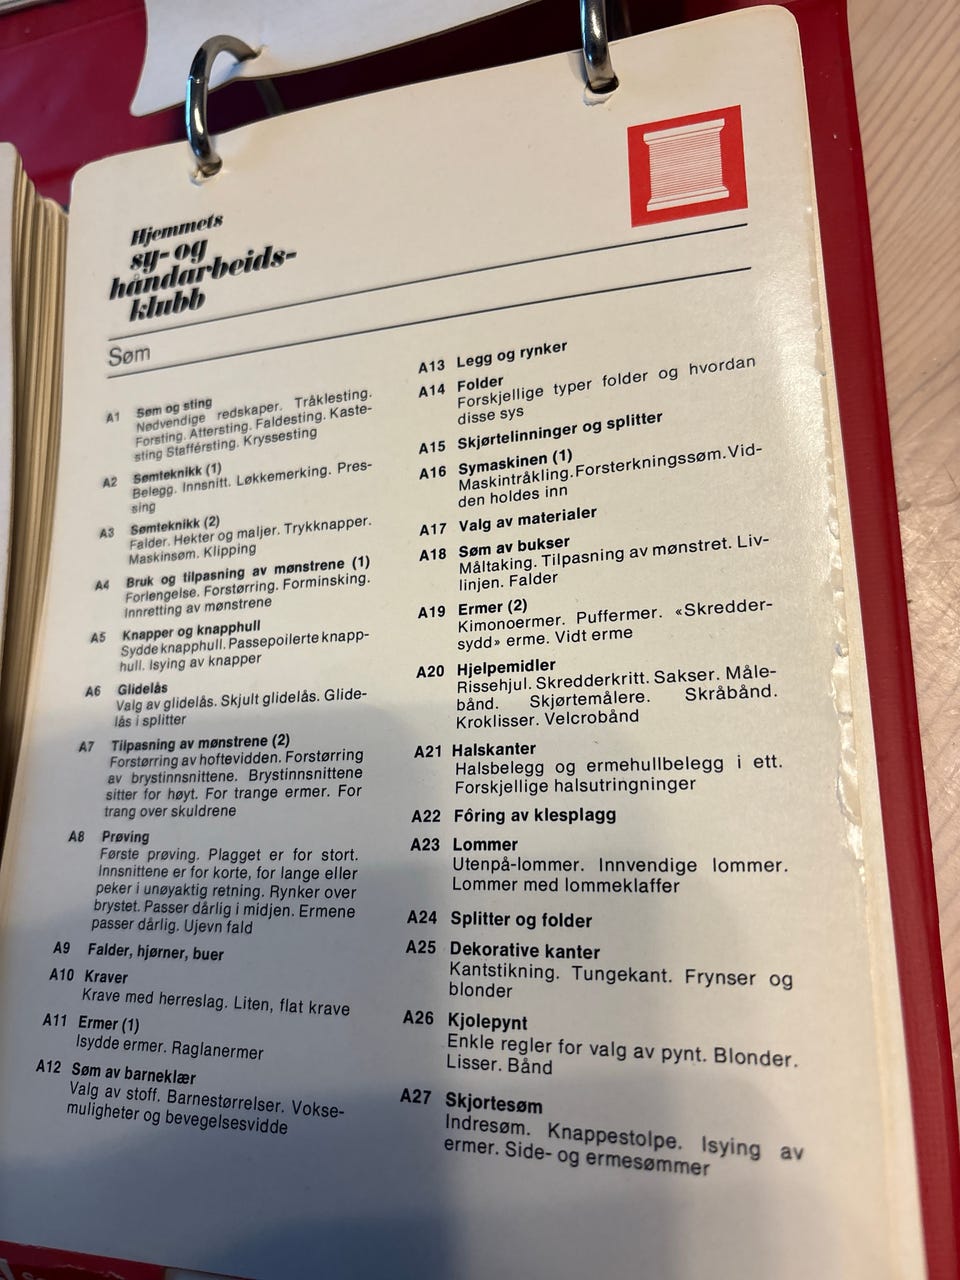 Hjemmets
sy- og
håndarbeids-
klubb
Søm
A1 Søm og sting
Nødvendige redskaper. Tråklesting.
Forsting. Attersting. Faldesting. Kaste-
sting Stafférsting. Kryssesting
A2 Sømteknikk (1)
Belegg. Innsnitt. Løkkemerking. Pres-
sing
A3 Sømteknikk (2)
Falder. Hekter og maljer. Trykknapper.
Maskinsøm. Klipping
A4 Bruk og tilpasning av mønstrene (1)
Forlengelse. Forstørring. Forminsking.
Innretting av mønstrene
A5 Knapper og knapphull
Sydde knapphull. Passepoilerte knapp-
hull. Isying av knapper
A6 Glidelås
Valg av glidelås. Skjult glidelås. Glide-
lås i splitter
A7 Tilpasning av mønstrene (2)
Forstørring av hoftevidden. Forstørring
av brystinnsnittene. Brystinnsnittene
sitter for høyt. For trange ermer. For
trang over skuldrene
A8 Prøving
Første prøving. Plagget er for stort.
Innsnittene er for korte, for lange eller
peker i unøyaktig retning. Rynker over
brystet. Passer dårlig i midjen. Ermene
passer dårlig. Ujevn fald
A9 Falder, hjørner, buer
A10 Kraver
Krave med herreslag. Liten, flat krave
A11 Ermer (1)
Isydde ermer. Raglanermer
A12 Søm av barneklær
Valg av stoff. Barnestørrelser. Vokse-
muligheter og bevegelsesvidde
A13 Legg og rynker
A14 Folder
Forskjellige typer folder og hvordan
disse sys
A15 Skjørtelinninger og splitter
A16 Symaskinen (1)
Maskintråkling. Forsterkningssøm. Vid-
den holdes inn
A17 Valg av materialer
A18 Søm av bukser
Måltaking. Tilpasning av mønstret. Liv-
linjen. Falder
A19 Ermer (2)
Kimonoermer. Puffermer. «Skredder-
sydd» erme. Vidt erme
A20 Hjelpemidler
Rissehjul. Skredderkritt. Sakser. Måle-
bånd. Skjørtemålere. Skråbånd.
Kroklisser. Velcrobånd
A21 Halskanter
Halsbelegg og ermehullbelegg i ett.
Forskjellige halsutringninger
A22 Fôring av klesplagg
A23 Lommer
Utenpå-lommer. Innvendige lommer.
Lommer med lommeklaffer
A24 Splitter og folder
A25 Dekorative kanter
Kantstikning. Tungekant. Frynser og
blonder
A26 Kjolepynt
Enkle regler for valg av pynt. Blonder.
Lisser. Bånd
A27 Skjortesøm
Indresøm. Knappestolpe. Isying av
ermer. Side- og ermesømmer